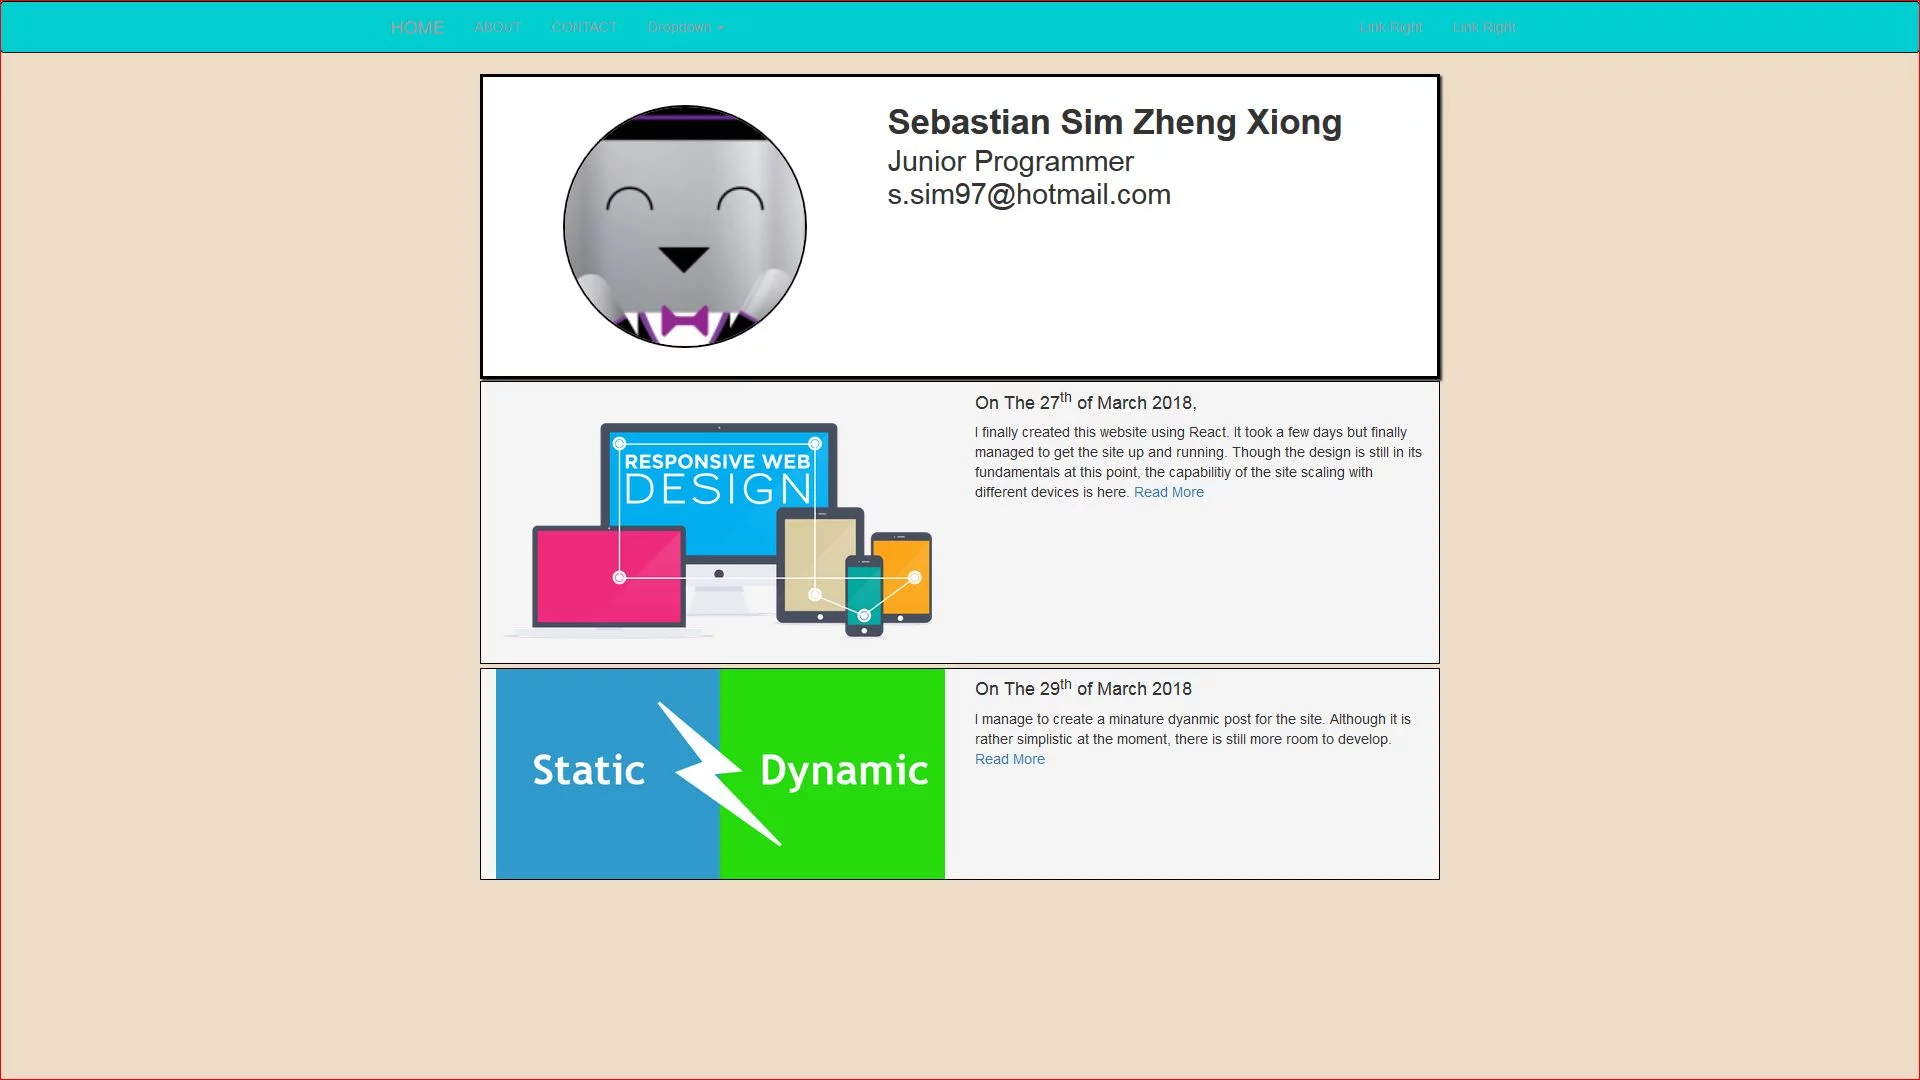 HOME ABOUT CONTACT Dropdown Link Right Link Right
Sebastian Sim Zheng Xiong
Junior Programmer
s.sim97@hotmail.com
RESPONSIVE WEB
DESIGN
On The 27th of March 2018,
I finally created this website using React. It took a few days but finally
managed to get the site up and running. Though the design is still in its
fundamentals at this point, the capabilitiy of the site scaling with
different devices is here. Read More
Static Dynamic
On The 29th of March 2018
I manage to create a minature dyanmic post for the site. Although it is
rather simplistic at the moment, there is still more room to develop.
Read More